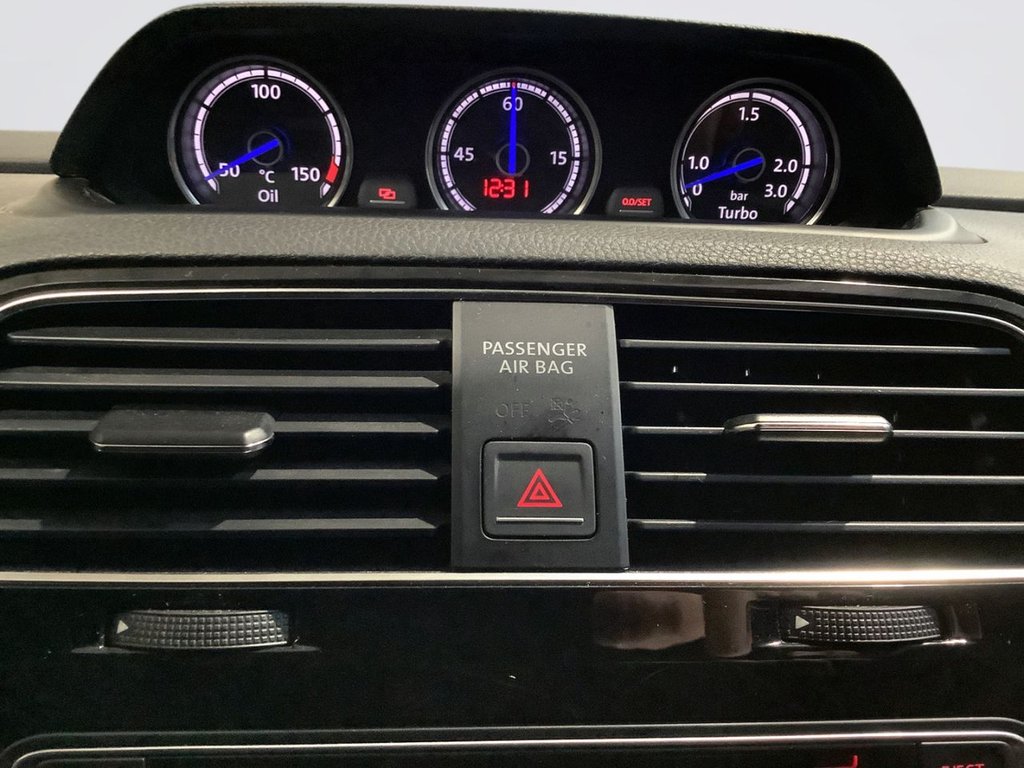 100
50
150
°C
Oil
60
45
15
12:31
0.0/SET
1.5
1.0
2.0
0
3.0
bar
Turbo
PASSENGER
AIR BAG
OFF
EJECT